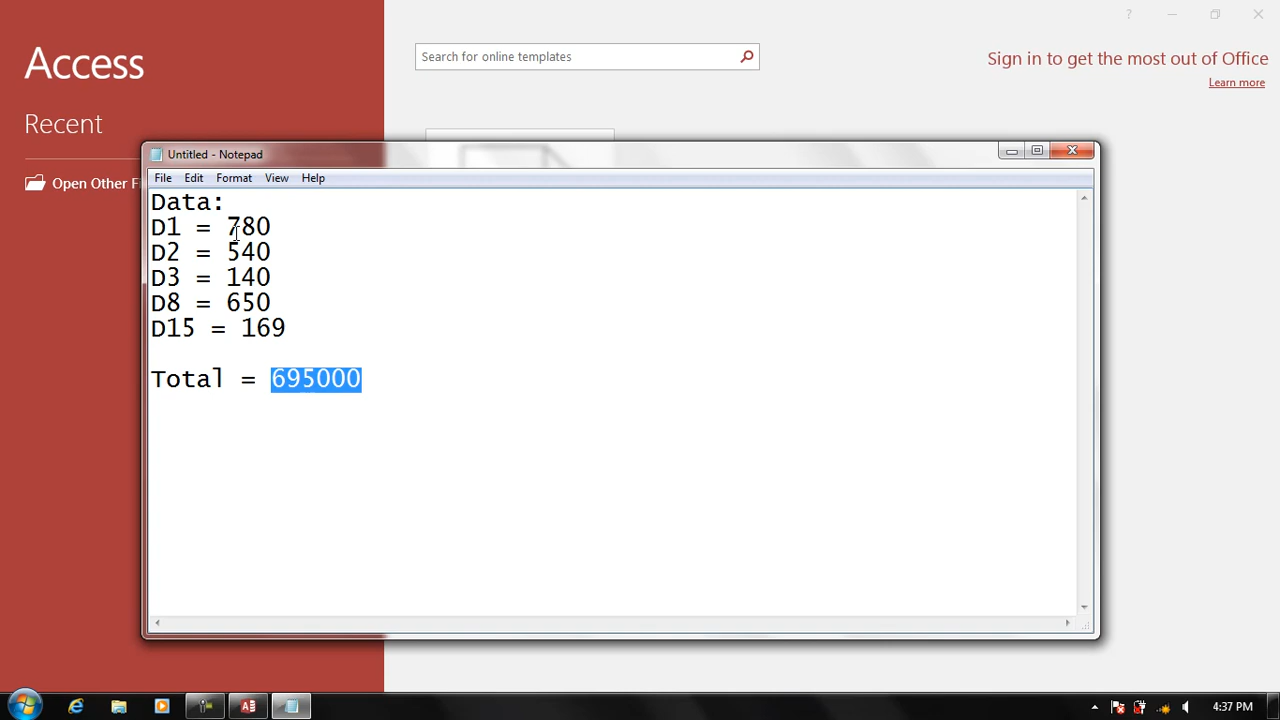 ?
Access
Search for online templates
Sign in to get the most out of Office
Learn more
Recent
Open Other Fi
Untitled - Notepad
File Edit Format View Help
Data:
D1 = 780
D2 = 540
D3 = 140
D8 = 650
D15 = 169
Total = 695000
4:37 PM